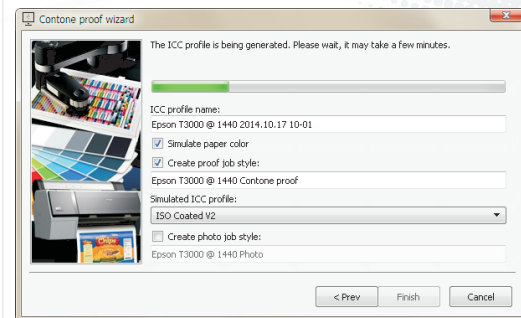 Contone proof wizard
The ICC profile is being generated. Please wait, it may take a few minutes.
ICC profile name:
Epson T3000 @ 1440 2014.10.17 10-01
Simulate paper color
Create proof job style:
Epson T3000 @ 1440 Contone proof
Simulated ICC profile:
ISO Coated V2
Create photo job style:
Epson T3000 @ 1440 Photo
< Prev
Finish
Cancel